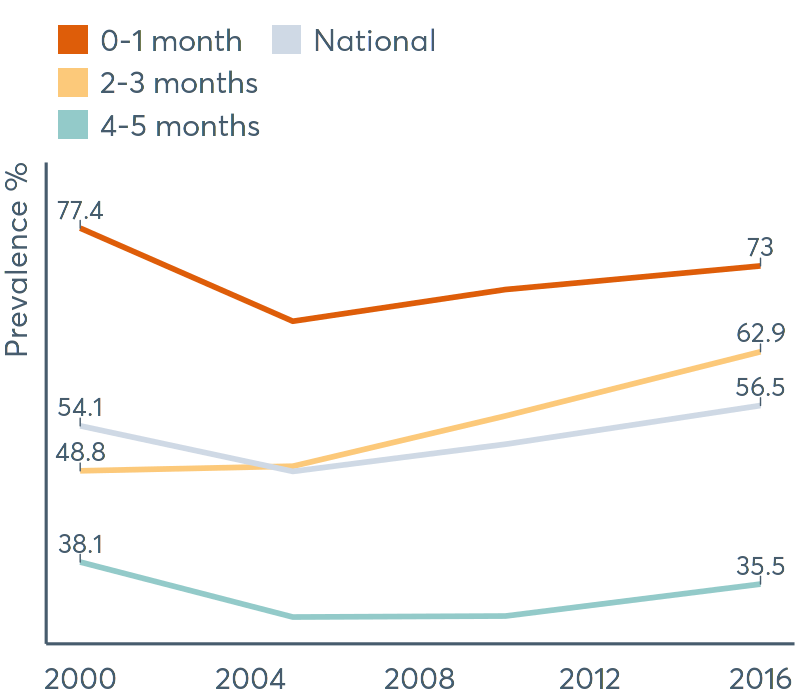 0-1 month
National
2-3 months
4-5 months
Prevalence %
77.4
73
62.9
56.5
54.1
48.8
38.1
35.5
2000 2004 2008 2012 2016